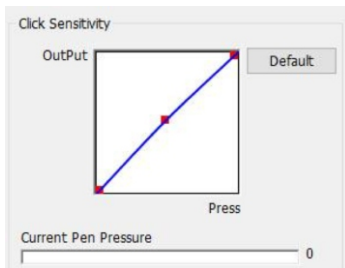 Click Sensitivity
OutPut
Default
Press
Current Pen Pressure
0